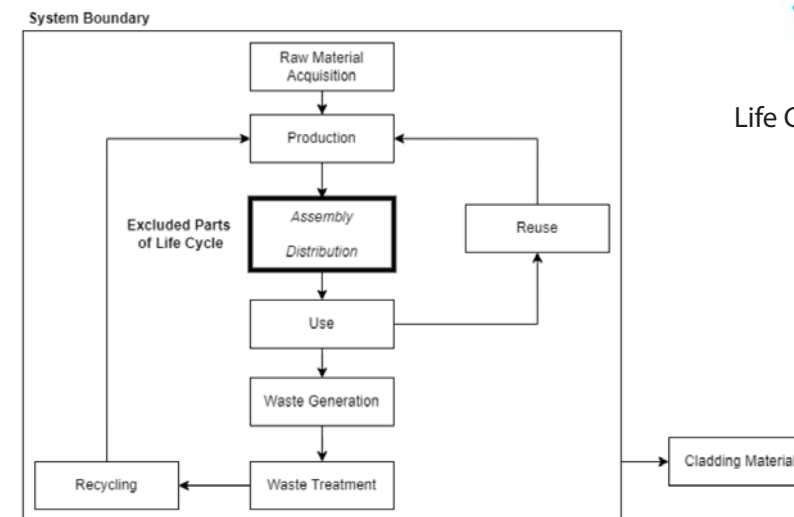 System Boundary
Raw Material
Acquisition
Production
Life
Excluded Parts
of Life Cycle
Assembly
Distribution
Reuse
Use
Waste Generation
Recycling
Waste Treatment
Cladding Material